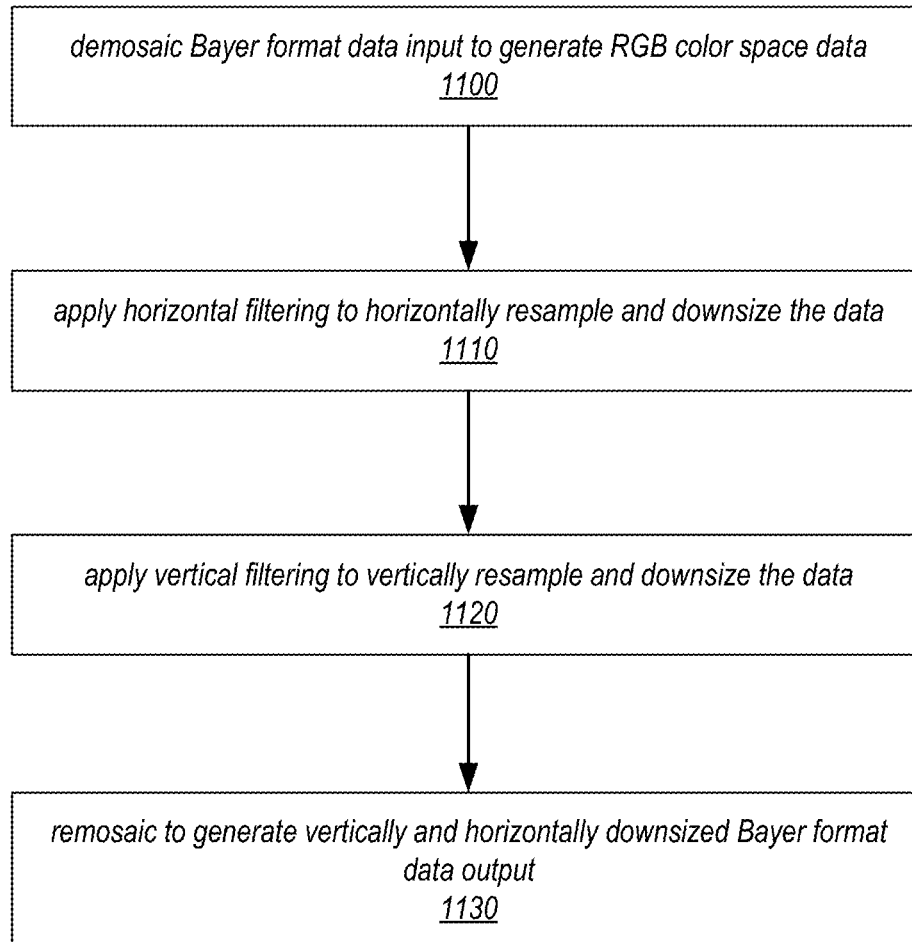 demosaic Bayer format data input to generate RGB color space data
1100
apply horizontal filtering to horizontally resample and downsize the data
1110
apply vertical filtering to vertically resample and downsize the data
1120
remosaic to generate vertically and horizontally downsized Bayer format
data output
1130